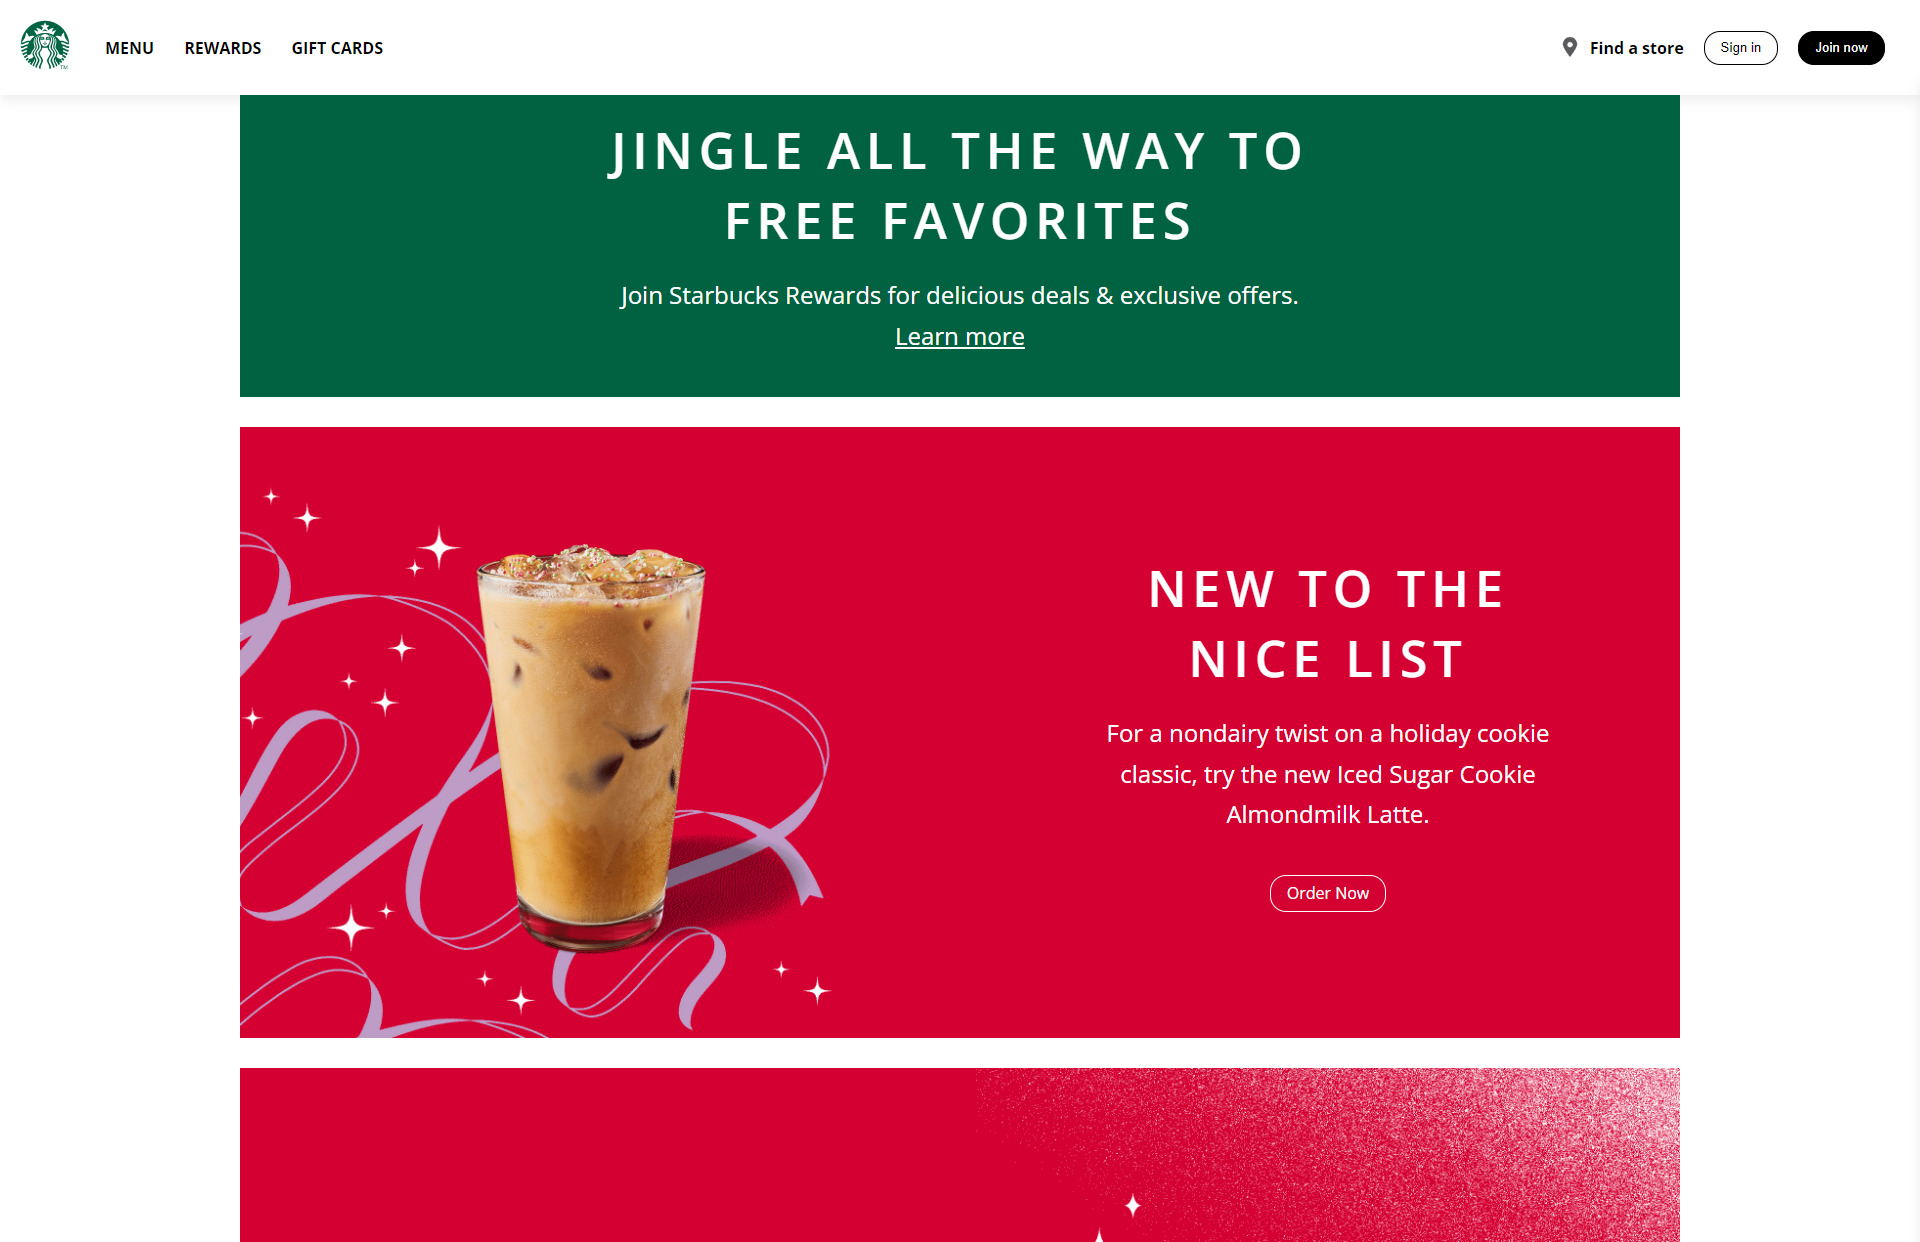 MENU REWARDS GIFT CARDS Find a store Sign in Join now
JINGLE ALL THE WAY TO
FREE FAVORITES
Join Starbucks Rewards for delicious deals & exclusive offers.
Learn more
NEW TO THE
NICE LIST
For a nondairy twist on a holiday cookie
classic, try the new Iced Sugar Cookie
Almondmilk Latte.
Order Now